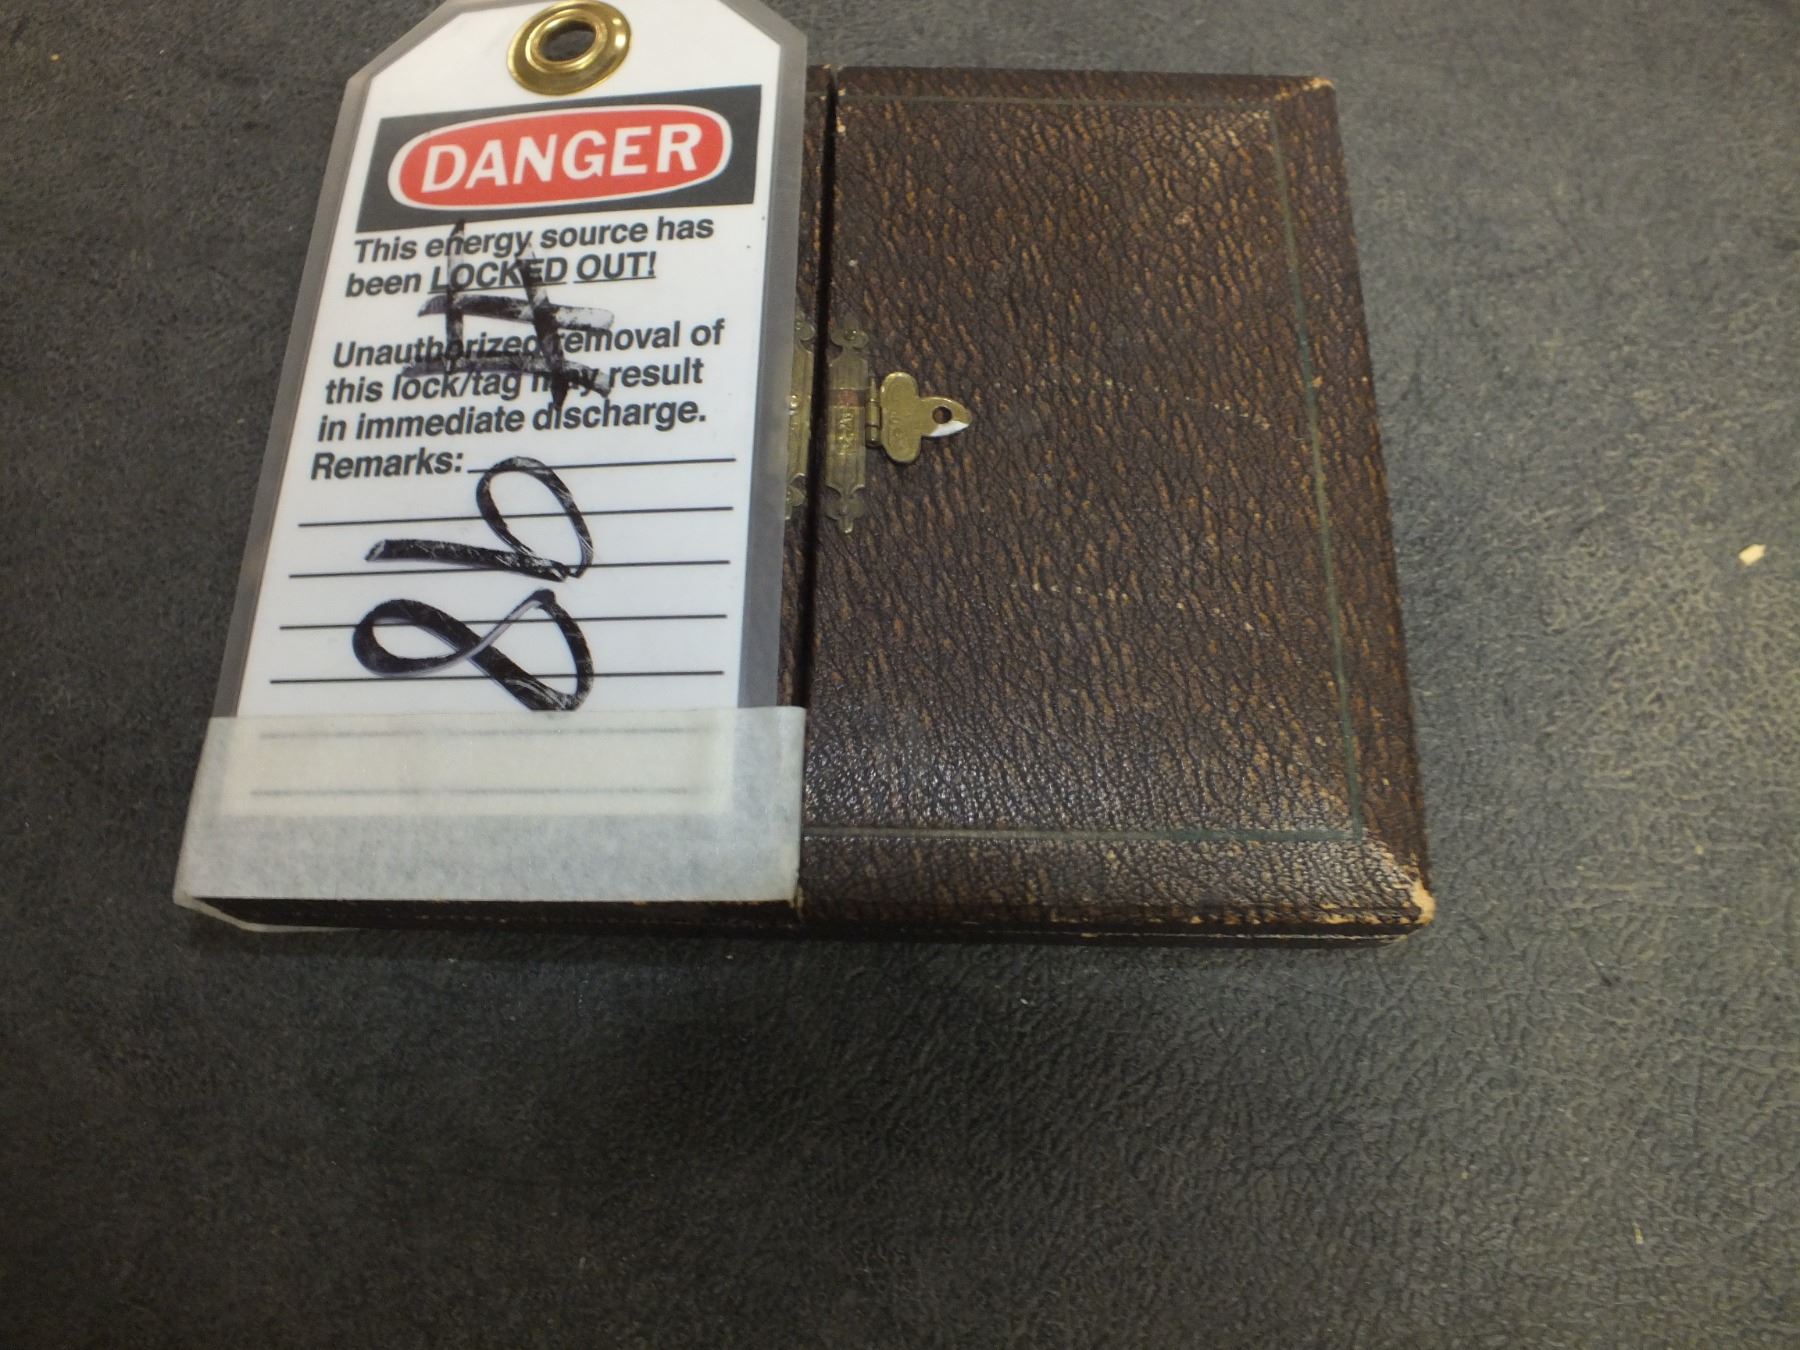 DANGER
This energy source has
been LOCKED OUT!
Unauthorized removal of
this lock/tag may result
in immediate discharge.
Remarks:
#98